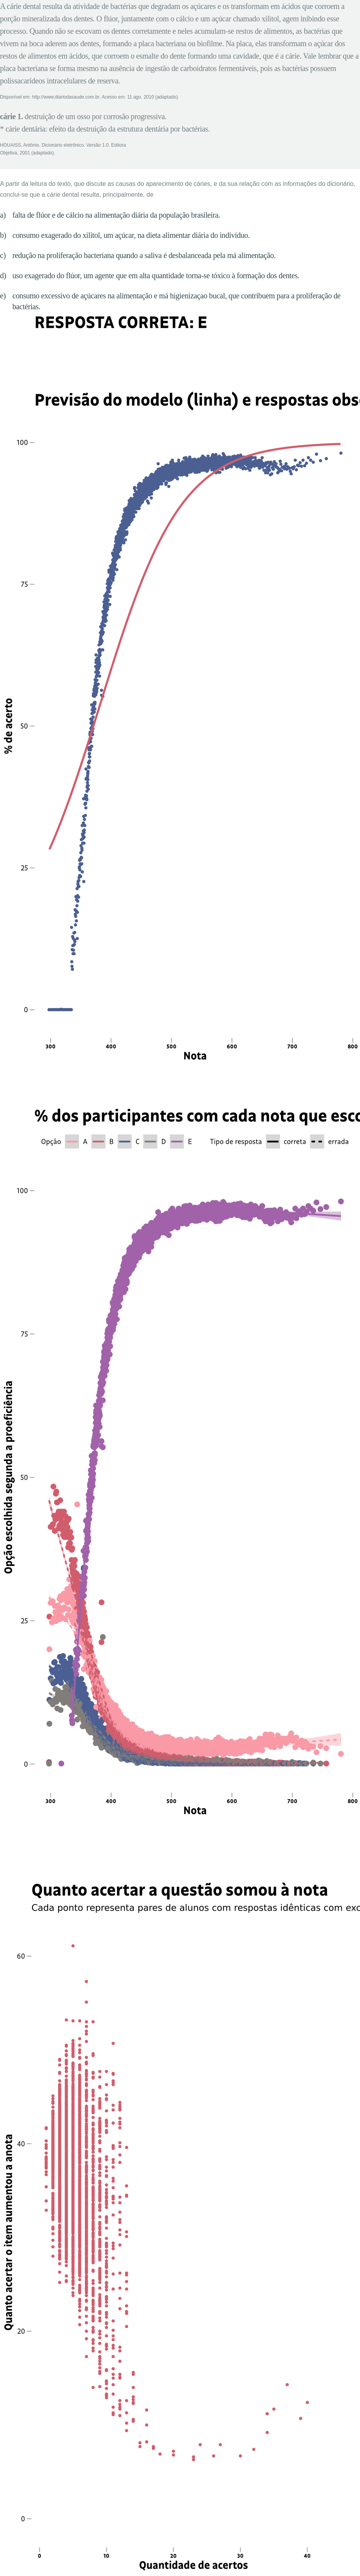 A cárie dental resulta da atividade de bactérias que degradam os açúcares e os transformam em ácidos que corroem a
porção mineralizada dos dentes. O flúor, juntamente com o cálcio e um açúcar chamado xilitol, agem inibindo esse
processo. Quando não se escovam os dentes corretamente e neles acumulam-se restos de alimentos, as bactérias que
vivem na boca aderem aos dentes, formando a placa bacteriana ou biofilme. Na placa, elas transformam o açúcar dos
restos de alimentos em ácidos, que corroem o esmalte do dente formando uma cavidade, que é a cárie. Vale lembrar que a
placa bacteriana se forma mesmo na ausência de ingestão de carboidratos fermentáveis, pois as bactérias possuem
polissacarídeos intracelulares de reserva.
Disponível em: http://www.diariodasaude.com.br. Acesso em: 11 ago. 2010 (adaptado).
cárie 1. destruição de um osso por corrosão progressiva.
* cárie dentária: efeito da destruição da estrutura dentária por bactérias.
HOUAISS, Antônio. Dicionário eletrônico. Versão 1.0. Editora
Objetiva, 2001 (adaptado).
A partir da leitura do texto, que discute as causas do aparecimento de cáries, e da sua relação com as informações do dicionário,
conclui-se que a cárie dental resulta, principalmente, de
a) falta de flúor e de cálcio na alimentação diária da população brasileira.
b) consumo exagerado do xilitol, um açúcar, na dieta alimentar diária do indivíduo.
c) redução na proliferação bacteriana quando a saliva é desbalanceada pela má alimentação.
d) uso exagerado do flúor, um agente que em alta quantidade torna-se tóxico à formação dos dentes.
e) consumo excessivo de açúcares na alimentação e má higienizaçao bucal, que contribuem para a proliferação de
bactérias.
RESPOSTA CORRETA: E
Previsão do modelo (linha) e respostas obs
100
75
50
25
0
% de acerto
300 400 500 600 700 800
Nota
% dos participantes com cada nota que esco
Opção A B C D E Tipo de resposta correta errada
100
75
50
25
0
Opção escolhida segunda a proeficiência
300 400 500 600 700 800
Nota
Quanto acertar a questão somou à nota
Cada ponto representa pares de alunos com respostas idênticas com exc
60
40
20
0
Quanto acertar o item aumentou a anota
0 10 20 30 40
Quantidade de acertos